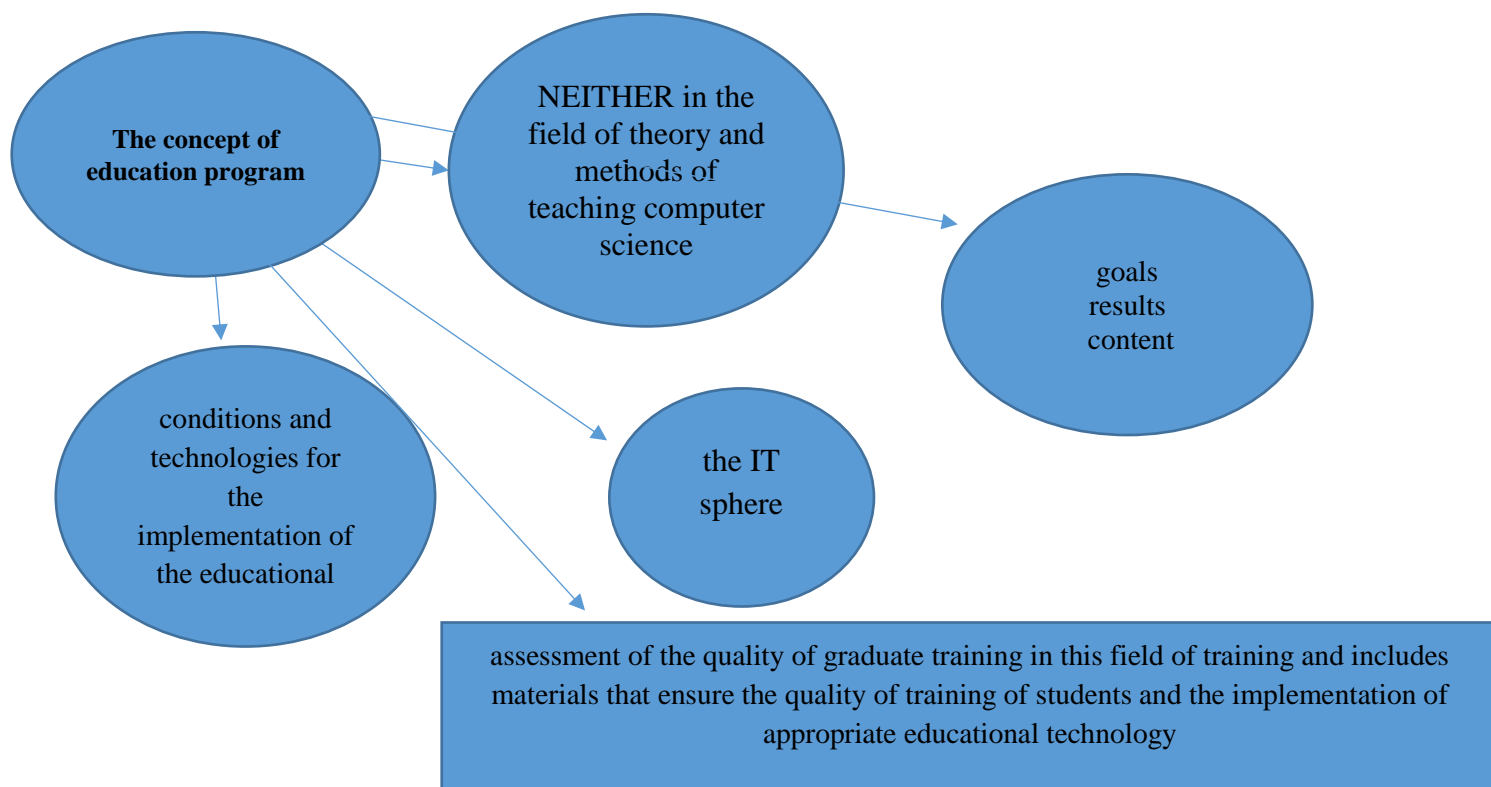 The concept of
education program
NEITHER in the
field of theory and
methods of
teaching computer
science
goals
results
content
conditions and
technologies for
the
implementation of
the educational
the IT
sphere
assessment of the quality of graduate training in this field of training and includes
materials that ensure the quality of training of students and the implementation of
appropriate educational technology